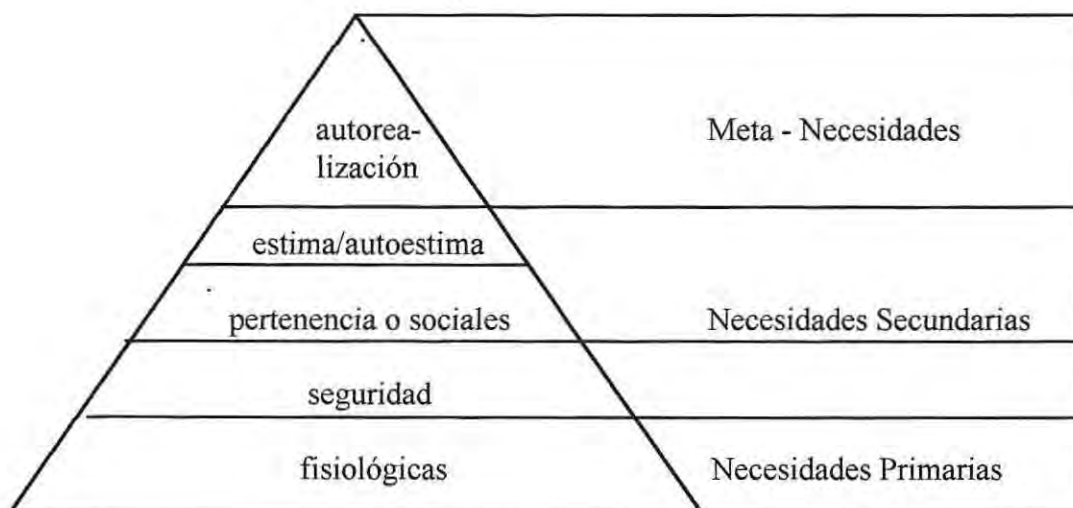 autorea-
lización
Meta - Necesidades
estima/autoestima
pertenencia o sociales
Necesidades Secundarias
seguridad
fisiológicas
Necesidades Primarias